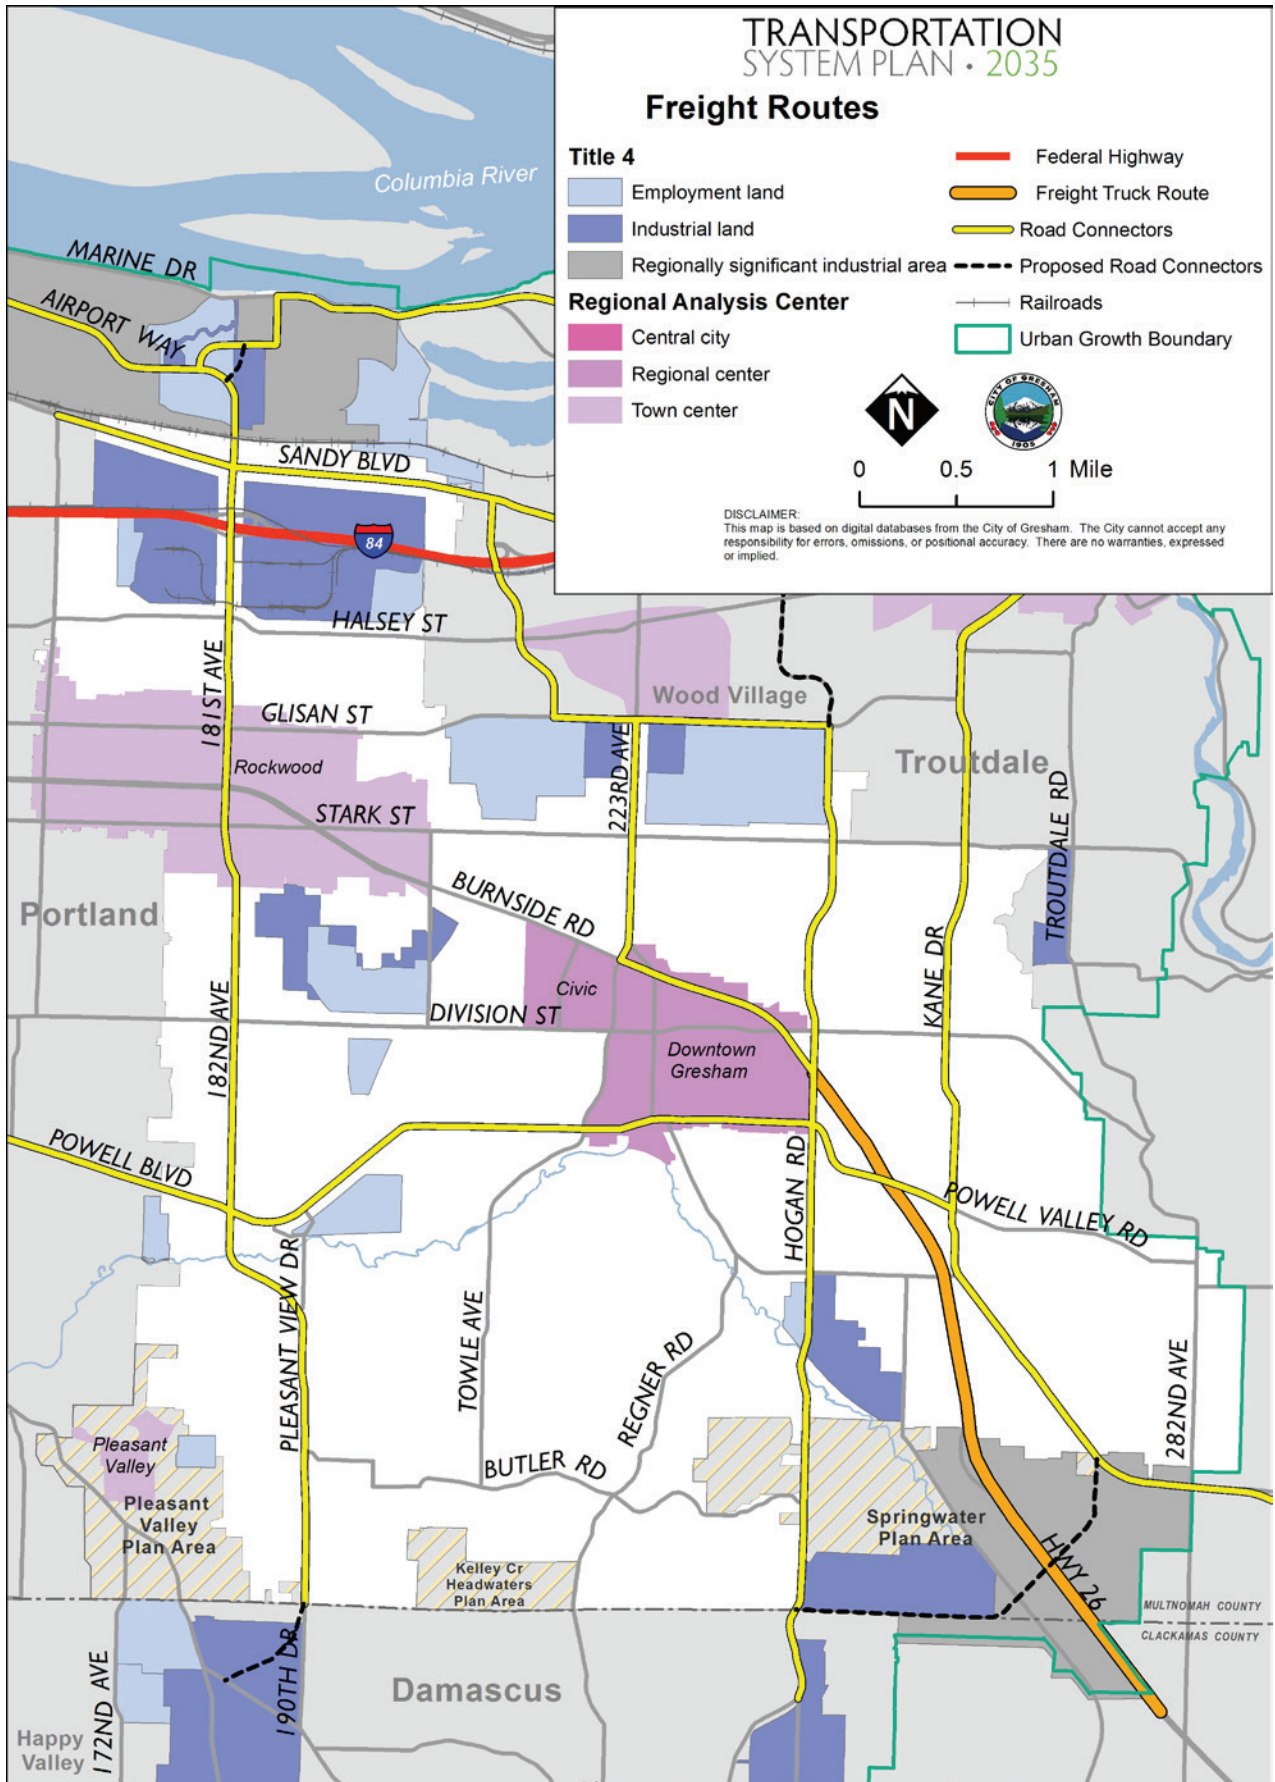 TRANSPORTATION
SYSTEM PLAN • 2035
Freight Routes
Title 4
Employment land
Industrial land
Regionally significant industrial area
Regional Analysis Center
Central city
Regional center
Town center
Federal Highway
Freight Truck Route
Road Connectors
Proposed Road Connectors
Railroads
Urban Growth Boundary
N
CITY OF GRESHAM
1905
0 0.5 1 Mile
DISCLAIMER:
This map is based on digital databases from the City of Gresham. The City cannot accept any
responsibility for errors, omissions, or positional accuracy. There are no warranties, expressed
or implied.
Columbia River
MARINE DR
AIRPORT WAY
SANDY BLVD
84
HALSEY ST
181ST AVE
Wood Village
GLISAN ST
Rockwood
223RD AVE
Troutdale
STARK ST
TROUTDALE RD
BURNSIDE RD
Portland
KANE DR
Civic
182ND AVE
DIVISION ST
Downtown
Gresham
POWELL BLVD
HOGAN RD
POWELL VALLEY RD
PLEASANT VIEW DR
TOWLE AVE
REGNER RD
282ND AVE
Pleasant
Valley
BUTLER RD
Pleasant
Valley
Plan Area
Springwater
Plan Area
Kelley Cr
Headwaters
Plan Area
HWY 26
MULTNOMAH COUNTY
CLACKAMAS COUNTY
190TH DR
172ND AVE
Damascus
Happy
Valley